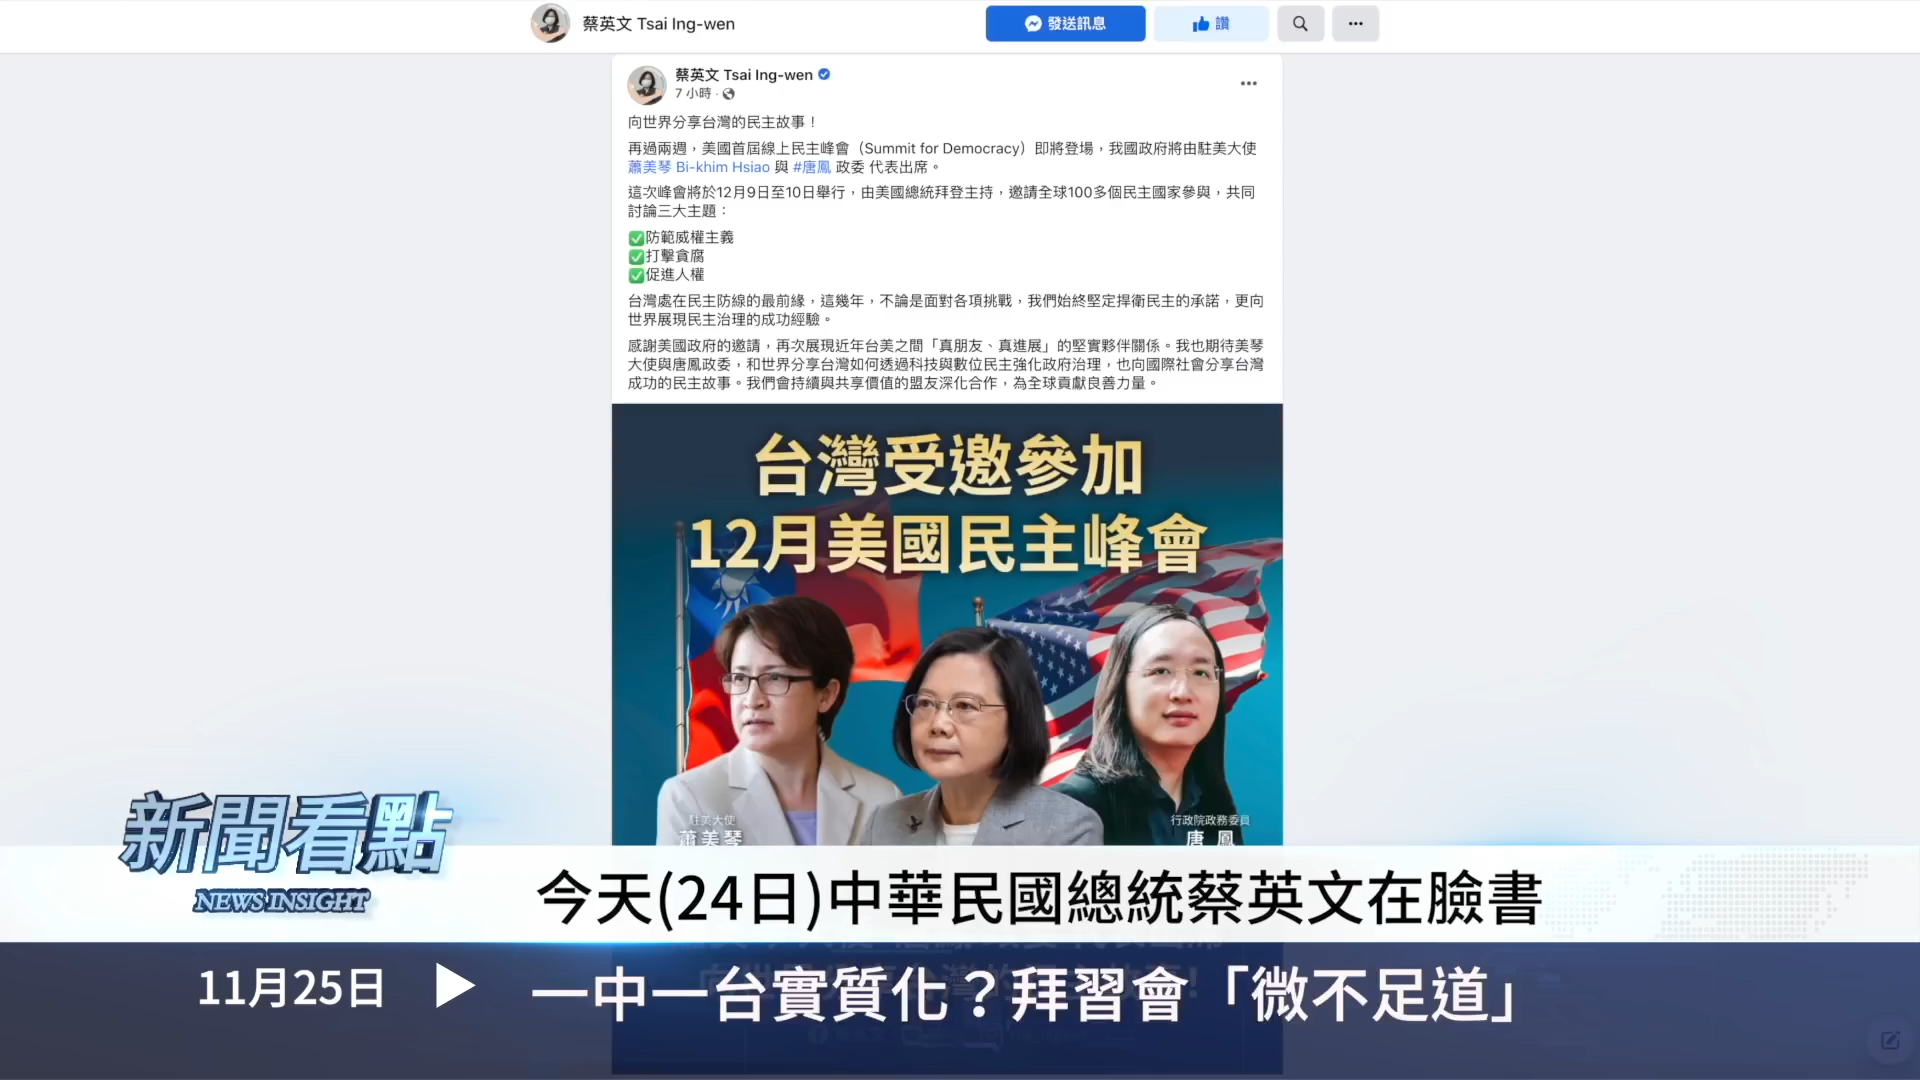 蔡英文 Tsai Ing-wen
發送訊息
讚
蔡英文 Tsai Ing-wen
7 小時
向世界分享台灣的民主故事！
再過兩週，美國首屆線上民主峰會（Summit for Democracy）即將登場，我國政府將由駐美大使
蕭美琴 Bi-khim Hsiao 與 #唐鳳 政委 代表出席。
這次峰會將於12月9日至10日舉行，由美國總統拜登主持，邀請全球100多個民主國家參與，共同
討論三大主題：
✅防範威權主義
✅打擊貪腐
✅促進人權
台灣處在民主防線的最前緣，這幾年，不論是面對各項挑戰，我們始終堅定捍衛民主的承諾，更向
世界展現民主治理的成功經驗。
感謝美國政府的邀請，再次展現近年台美之間「真朋友、真進展」的堅實夥伴關係。我也期待美琴
大使與唐鳳政委，和世界分享台灣如何透過科技與數位民主強化政府治理，也向國際社會分享台灣
成功的民主故事。我們會持續與共享價值的盟友深化合作，為全球貢獻良善力量。
台灣受邀參加
12月美國民主峰會
駐美大使
蕭美琴
行政院政務委員
唐鳳
新聞看點
NEWS INSIGHT
今天(24日)中華民國總統蔡英文在臉書
11月25日
一中一台實質化？拜習會「微不足道」